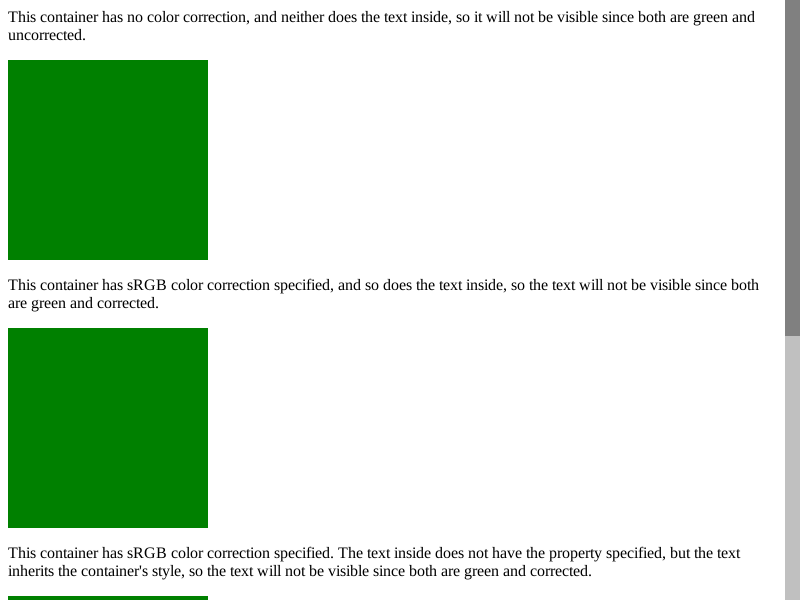 This container has no color correction, and neither does the text inside, so it will not be visible since both are green and
uncorrected.
This container has sRGB color correction specified, and so does the text inside, so the text will not be visible since both
are green and corrected.
This container has sRGB color correction specified. The text inside does not have the property specified, but the text
inherits the container's style, so the text will not be visible since both are green and corrected.